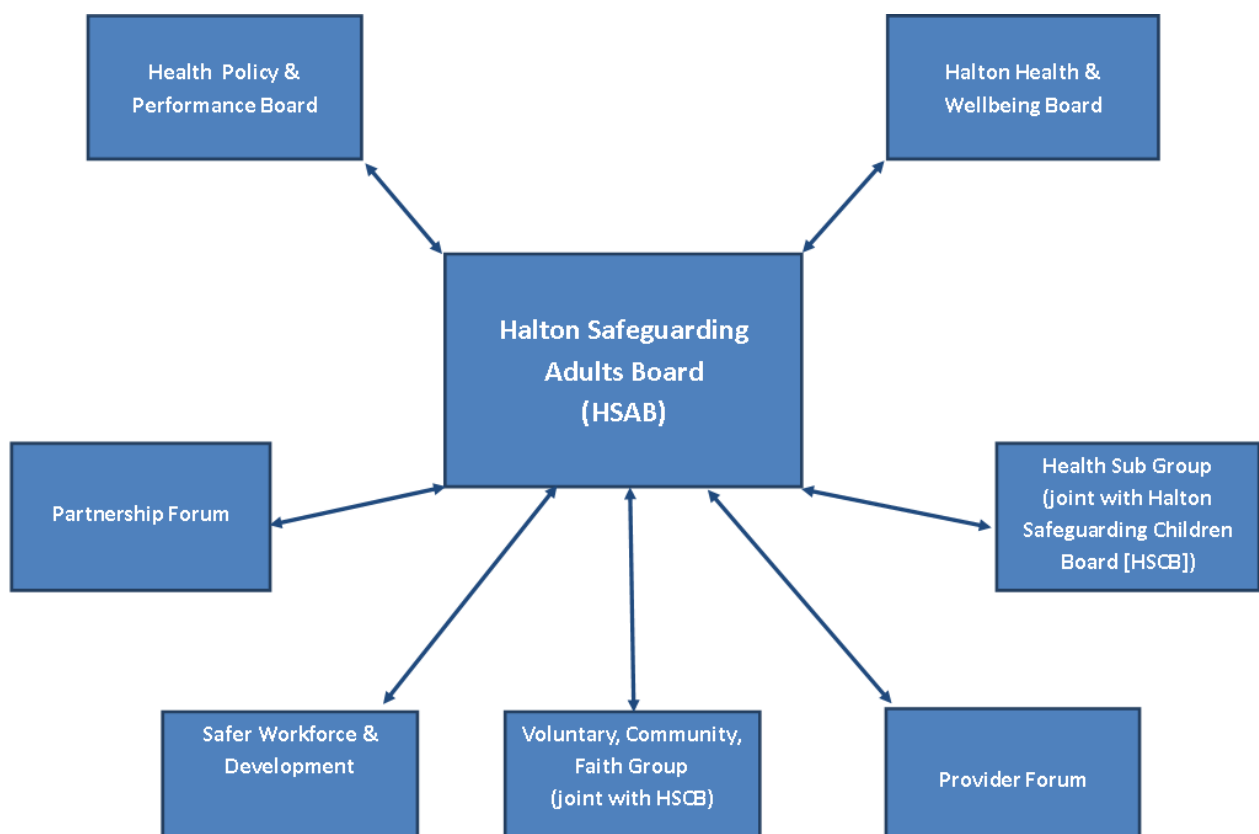 Health Policy &
Performance Board
Halton Health &
Wellbeing Board
Halton Safeguarding
Adults Board
(HSAB)
Partnership Forum
Health Sub Group
(joint with Halton
Safeguarding Children
Board [HSCB])
Safer Workforce &
Development
Voluntary, Community,
Faith Group
(joint with HSCB)
Provider Forum